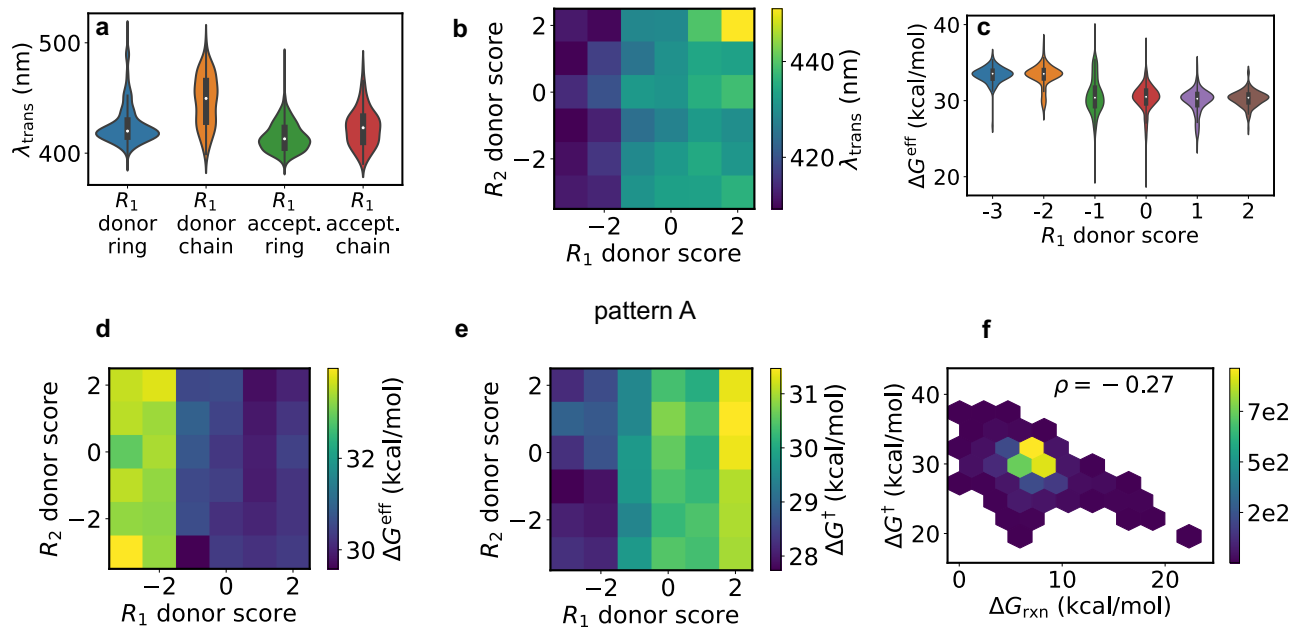 a
500
400
λtrans (nm)
R1 donor ring
R1 donor chain
R1 accept. ring
R1 accept. chain
b
2
0
−2
R2 donor score
−2 0 2
R1 donor score
440
420
λtrans (nm)
c
40
30
20
ΔG^eff (kcal/mol)
-3 -2 -1 0 1 2
R1 donor score
pattern A
d
2
0
−2
R2 donor score
−2 0 2
R1 donor score
32
30
ΔG^eff (kcal/mol)
e
2
0
−2
R2 donor score
−2 0 2
R1 donor score
31
30
29
28
ΔG† (kcal/mol)
f
ρ = −0.27
40
30
20
ΔG† (kcal/mol)
0 10 20
ΔGrxn (kcal/mol)
7e2
5e2
2e2